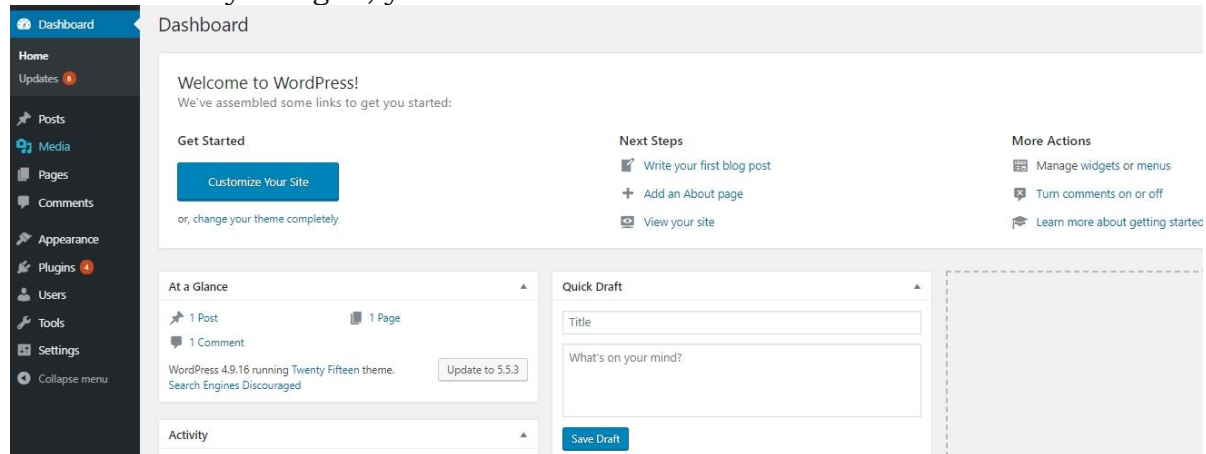 Dashboard
Home
Updates 8
Posts
Media
Pages
Comments
Appearance
Plugins 4
Users
Tools
Settings
Collapse menu
Dashboard
Welcome to WordPress!
We've assembled some links to get you started:
Get Started
Customize Your Site
or, change your theme completely
Next Steps
Write your first blog post
Add an About page
View your site
More Actions
Manage widgets or menus
Turn comments on or off
Learn more about getting started
At a Glance
1 Post
1 Page
1 Comment
WordPress 4.9.16 running Twenty Fifteen theme.
Update to 5.5.3
Search Engines Discouraged
Activity
Quick Draft
Title
What's on your mind?
Save Draft